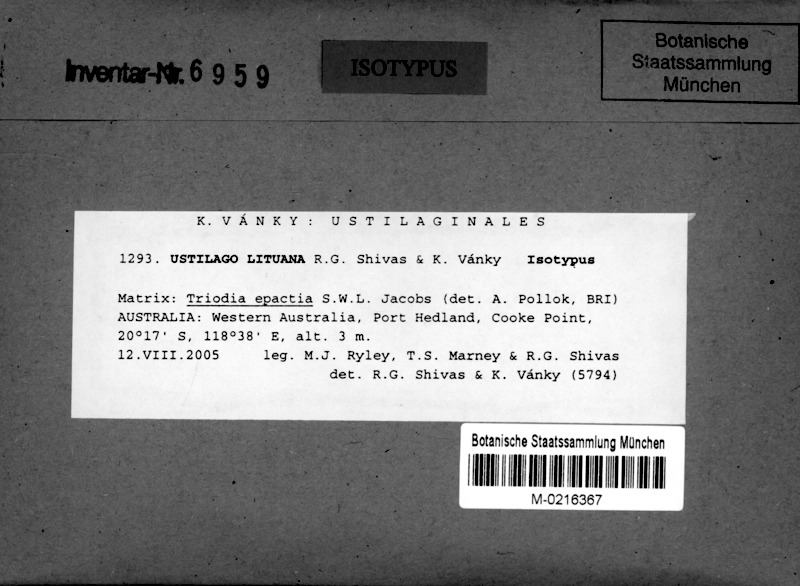 Inventar-Nr. 6959
ISOTYPUS
Botanische
Staatssammlung
München
K. VÁNKY: USTILAGINALES
1293. USTILAGO LITUANA R.G. Shivas & K. Vánky Isotypus
Matrix: Triodia epactia S.W.L. Jacobs (det. A. Pollok, BRI)
AUSTRALIA: Western Australia, Port Hedland, Cooke Point,
20°17' S, 118°38' E, alt. 3 m.
12.VIII.2005 leg. M.J. Ryley, T.S. Marney & R.G. Shivas
det. R.G. Shivas & K. Vánky (5794)
Botanische Staatssammlung München
M-0216367